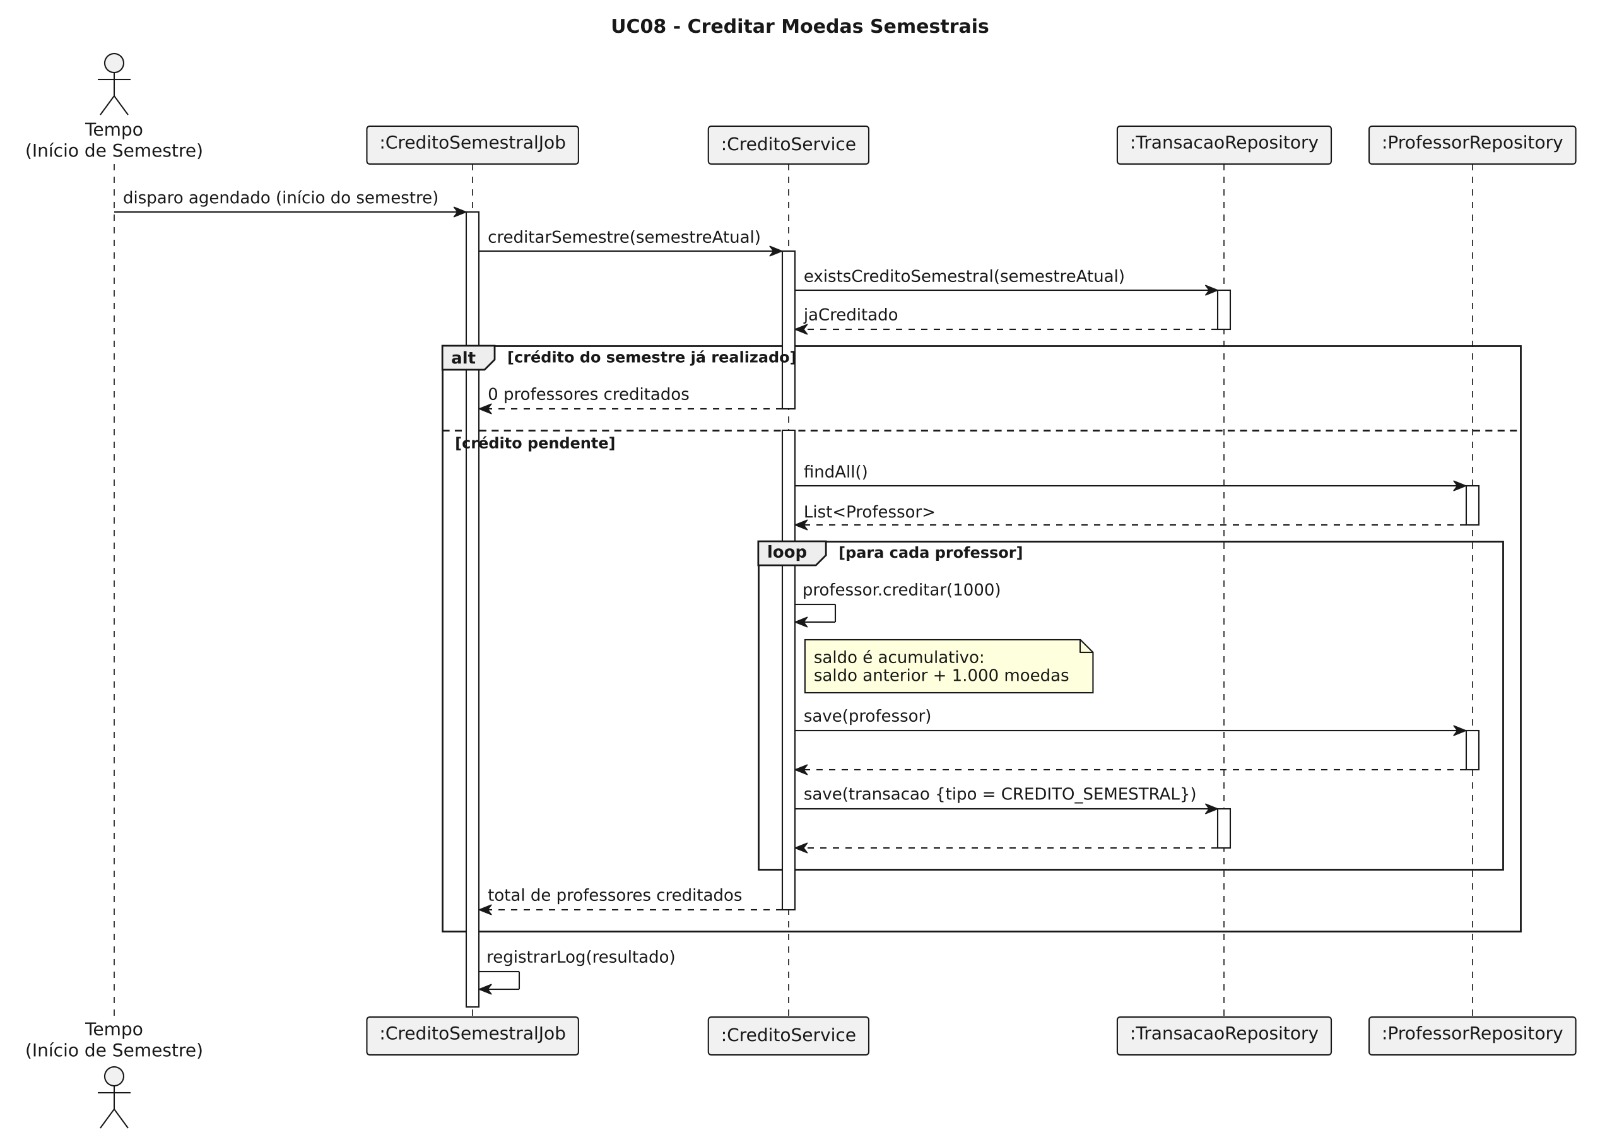 UC08 - Creditar Moedas Semestrais
Tempo
(Início de Semestre)
:CreditoSemestralJob
:CreditoService
:TransacaoRepository
:ProfessorRepository
disparo agendado (início do semestre)
creditarSemestre(semestreAtual)
existsCreditoSemestral(semestreAtual)
jaCreditado
alt
[crédito do semestre já realizado]
0 professores creditados
[crédito pendente]
findAll()
List<Professor>
loop
[para cada professor]
professor.creditar(1000)
saldo é acumulativo:
saldo anterior + 1.000 moedas
save(professor)
save(transacao {tipo = CREDITO_SEMESTRAL})
total de professores creditados
registrarLog(resultado)
Tempo
(Início de Semestre)
:CreditoSemestralJob
:CreditoService
:TransacaoRepository
:ProfessorRepository